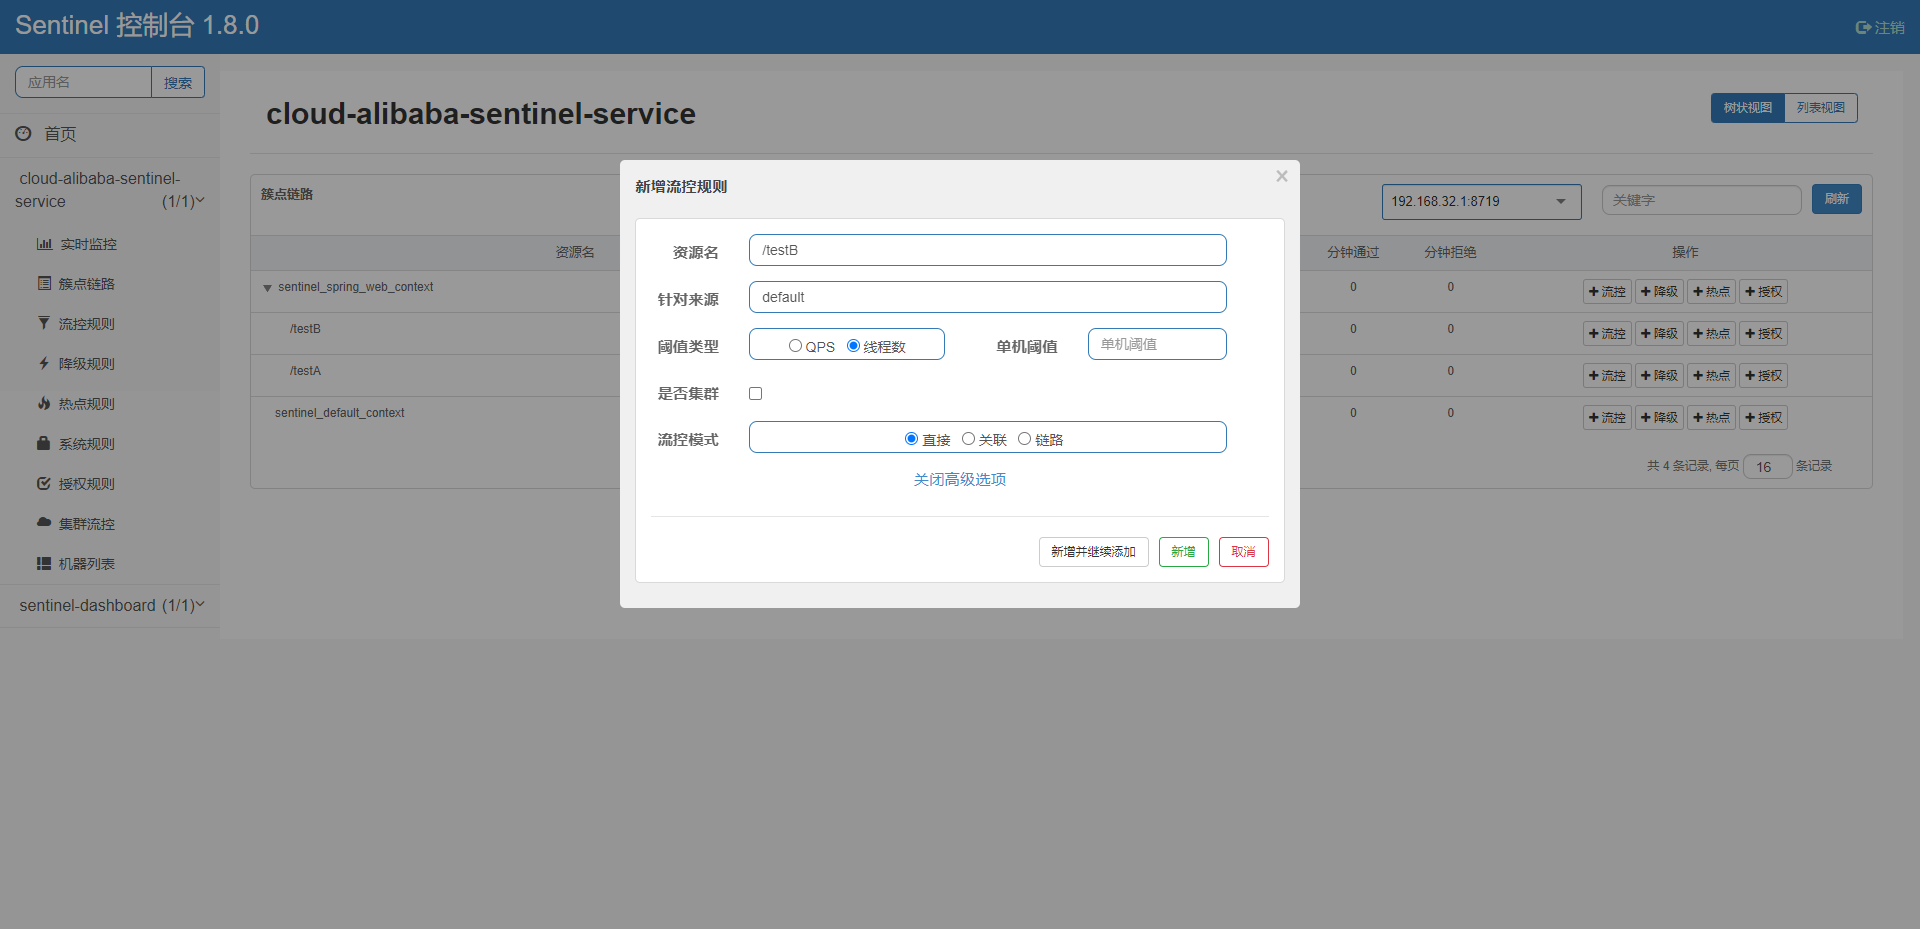 Sentinel 控制台 1.8.0
注销
应用名
搜索
首页
cloud-alibaba-sentinel-service (1/1)
实时监控
簇点链路
流控规则
降级规则
热点规则
系统规则
授权规则
集群流控
机器列表
sentinel-dashboard (1/1)
cloud-alibaba-sentinel-service
树状视图 列表视图
簇点链路
192.168.32.1:8719
关键字
刷新
资源名 分钟通过 分钟拒绝 操作
sentinel_spring_web_context 0 0 流控 降级 热点 授权
/testB 0 0 流控 降级 热点 授权
/testA 0 0 流控 降级 热点 授权
sentinel_default_context 0 0 流控 降级 热点 授权
共 4 条记录, 每页 16 条记录
新增流控规则
×
资源名 /testB
针对来源 default
阈值类型 QPS 线程数 单机阈值 单机阈值
是否集群
流控模式 直接 关联 链路
关闭高级选项
新增并继续添加 新增 取消